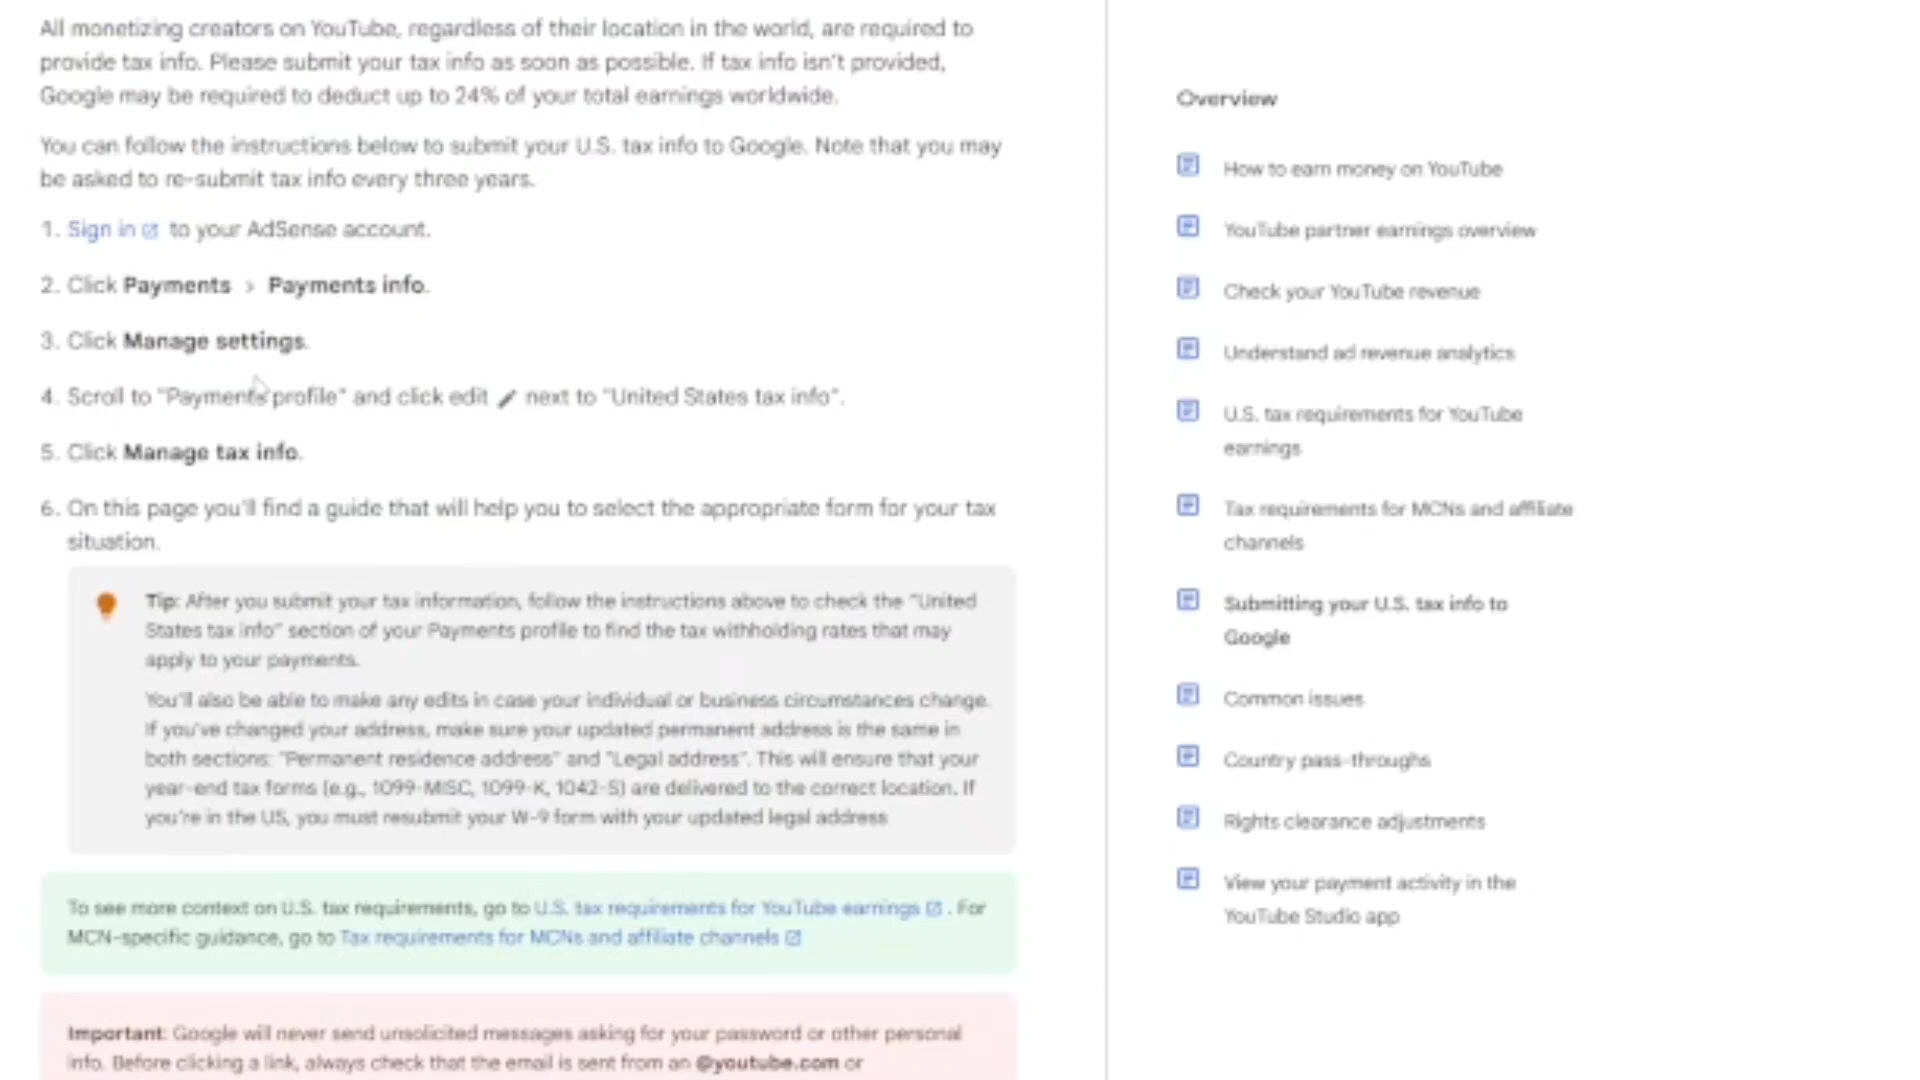 All monetizing creators on YouTube, regardless of their location in the world, are required to
provide tax info. Please submit your tax info as soon as possible. If tax info isn't provided,
Google may be required to deduct up to 24% of your total earnings worldwide.
You can follow the instructions below to submit your U.S. tax info to Google. Note that you may
be asked to re-submit tax info every three years.
1. Sign in to your AdSense account.
2. Click Payments › Payments info.
3. Click Manage settings.
4. Scroll to "Payments profile" and click edit next to "United States tax info".
5. Click Manage tax info.
6. On this page you'll find a guide that will help you to select the appropriate form for your tax
situation.
Tip: After you submit your tax information, follow the instructions above to check the "United
States tax info" section of your Payments profile to find the tax withholding rates that may
apply to your payments.
You'll also be able to make any edits in case your individual or business circumstances change.
If you've changed your address, make sure your updated permanent address is the same in
both sections: "Permanent residence address" and "Legal address". This will ensure that your
year-end tax forms (e.g., 1099-MISC, 1099-K, 1042-S) are delivered to the correct location. If
you're in the US, you must resubmit your W-9 form with your updated legal address
To see more context on U.S. tax requirements, go to U.S. tax requirements for YouTube earnings . For
MCN-specific guidance, go to Tax requirements for MCNs and affiliate channels
Important: Google will never send unsolicited messages asking for your password or other personal
info. Before clicking a link, always check that the email is sent from an @youtube.com or
Overview
How to earn money on YouTube
YouTube partner earnings overview
Check your YouTube revenue
Understand ad revenue analytics
U.S. tax requirements for YouTube
earnings
Tax requirements for MCNs and affiliate
channels
Submitting your U.S. tax info to
Google
Common issues
Country pass-throughs
Rights clearance adjustments
View your payment activity in the
YouTube Studio app